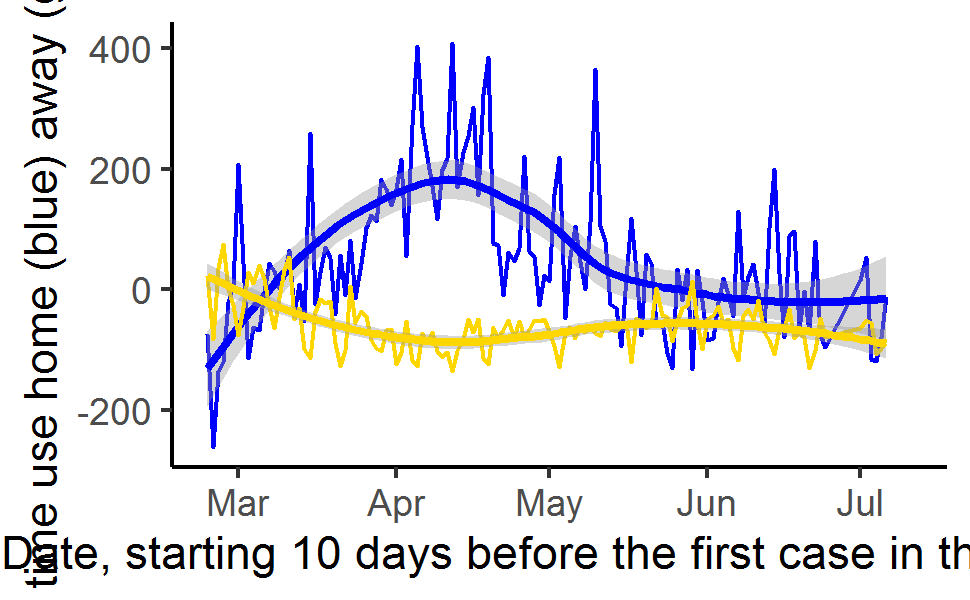 time use home (blue) away (
400
200
0
-200
Mar Apr May Jun Jul
Date, starting 10 days before the first case in th